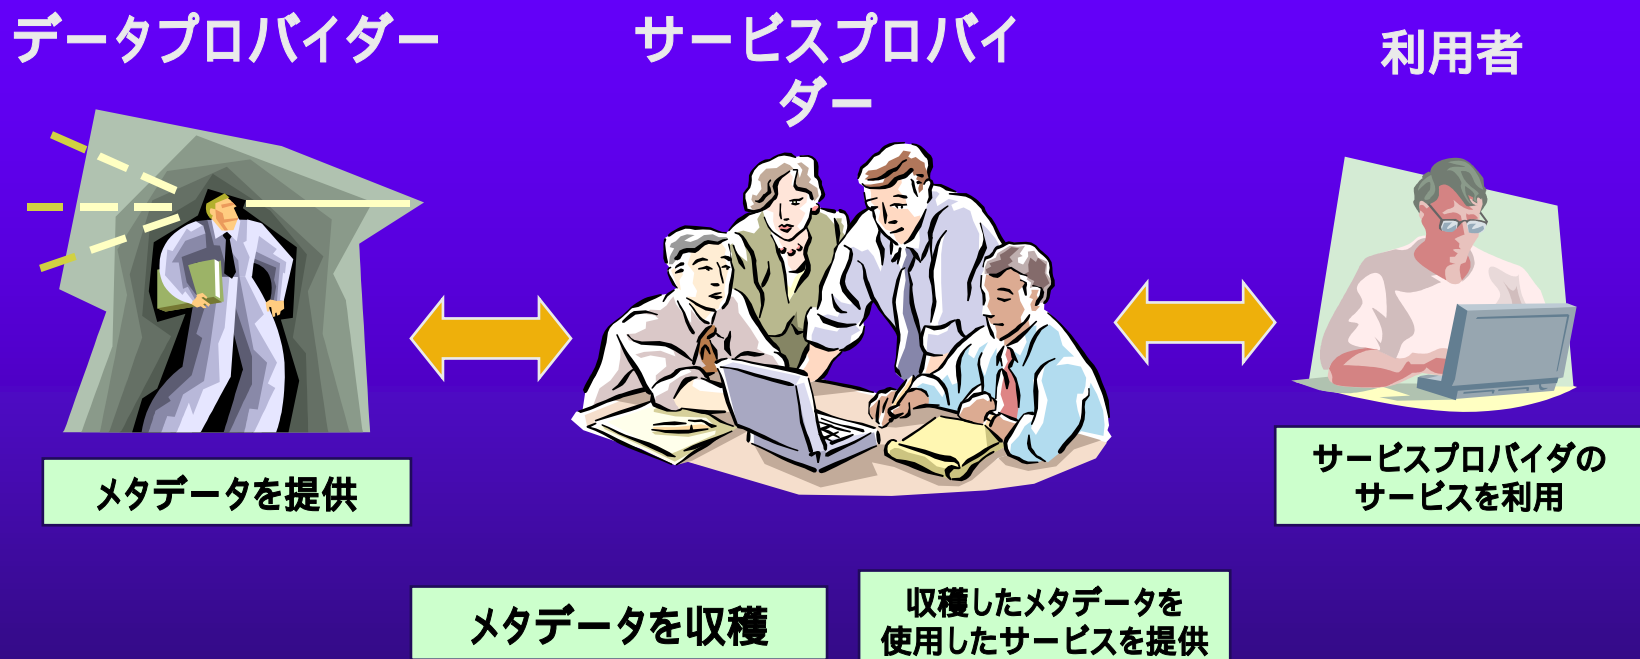 データプロバイダー
サービスプロバイ
ダー
利用者
メタデータを提供
サービスプロバイダの
サービスを利用
メタデータを収穫
収穫したメタデータを
使用したサービスを提供